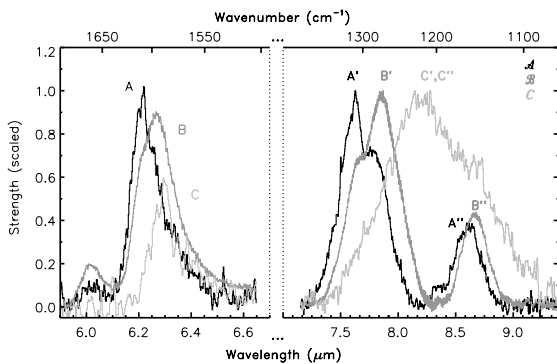 Wavenumber (cm⁻¹)
1650 1550 ... 1300 1200 1100
1.2
1.0
0.8
0.6
0.4
0.2
0.0
Strength (scaled)
A
B
C
A'
B'
C',C''
A''
B''
A
B
C
6.0 6.2 6.4 6.6 ... 7.5 8.0 8.5 9.0
Wavelength (μm)